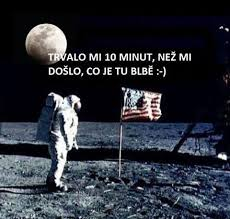 TRVALO MI 10 MINUT, NEŽ MI
DOŠLO, CO JE TU BLBĚ :-)